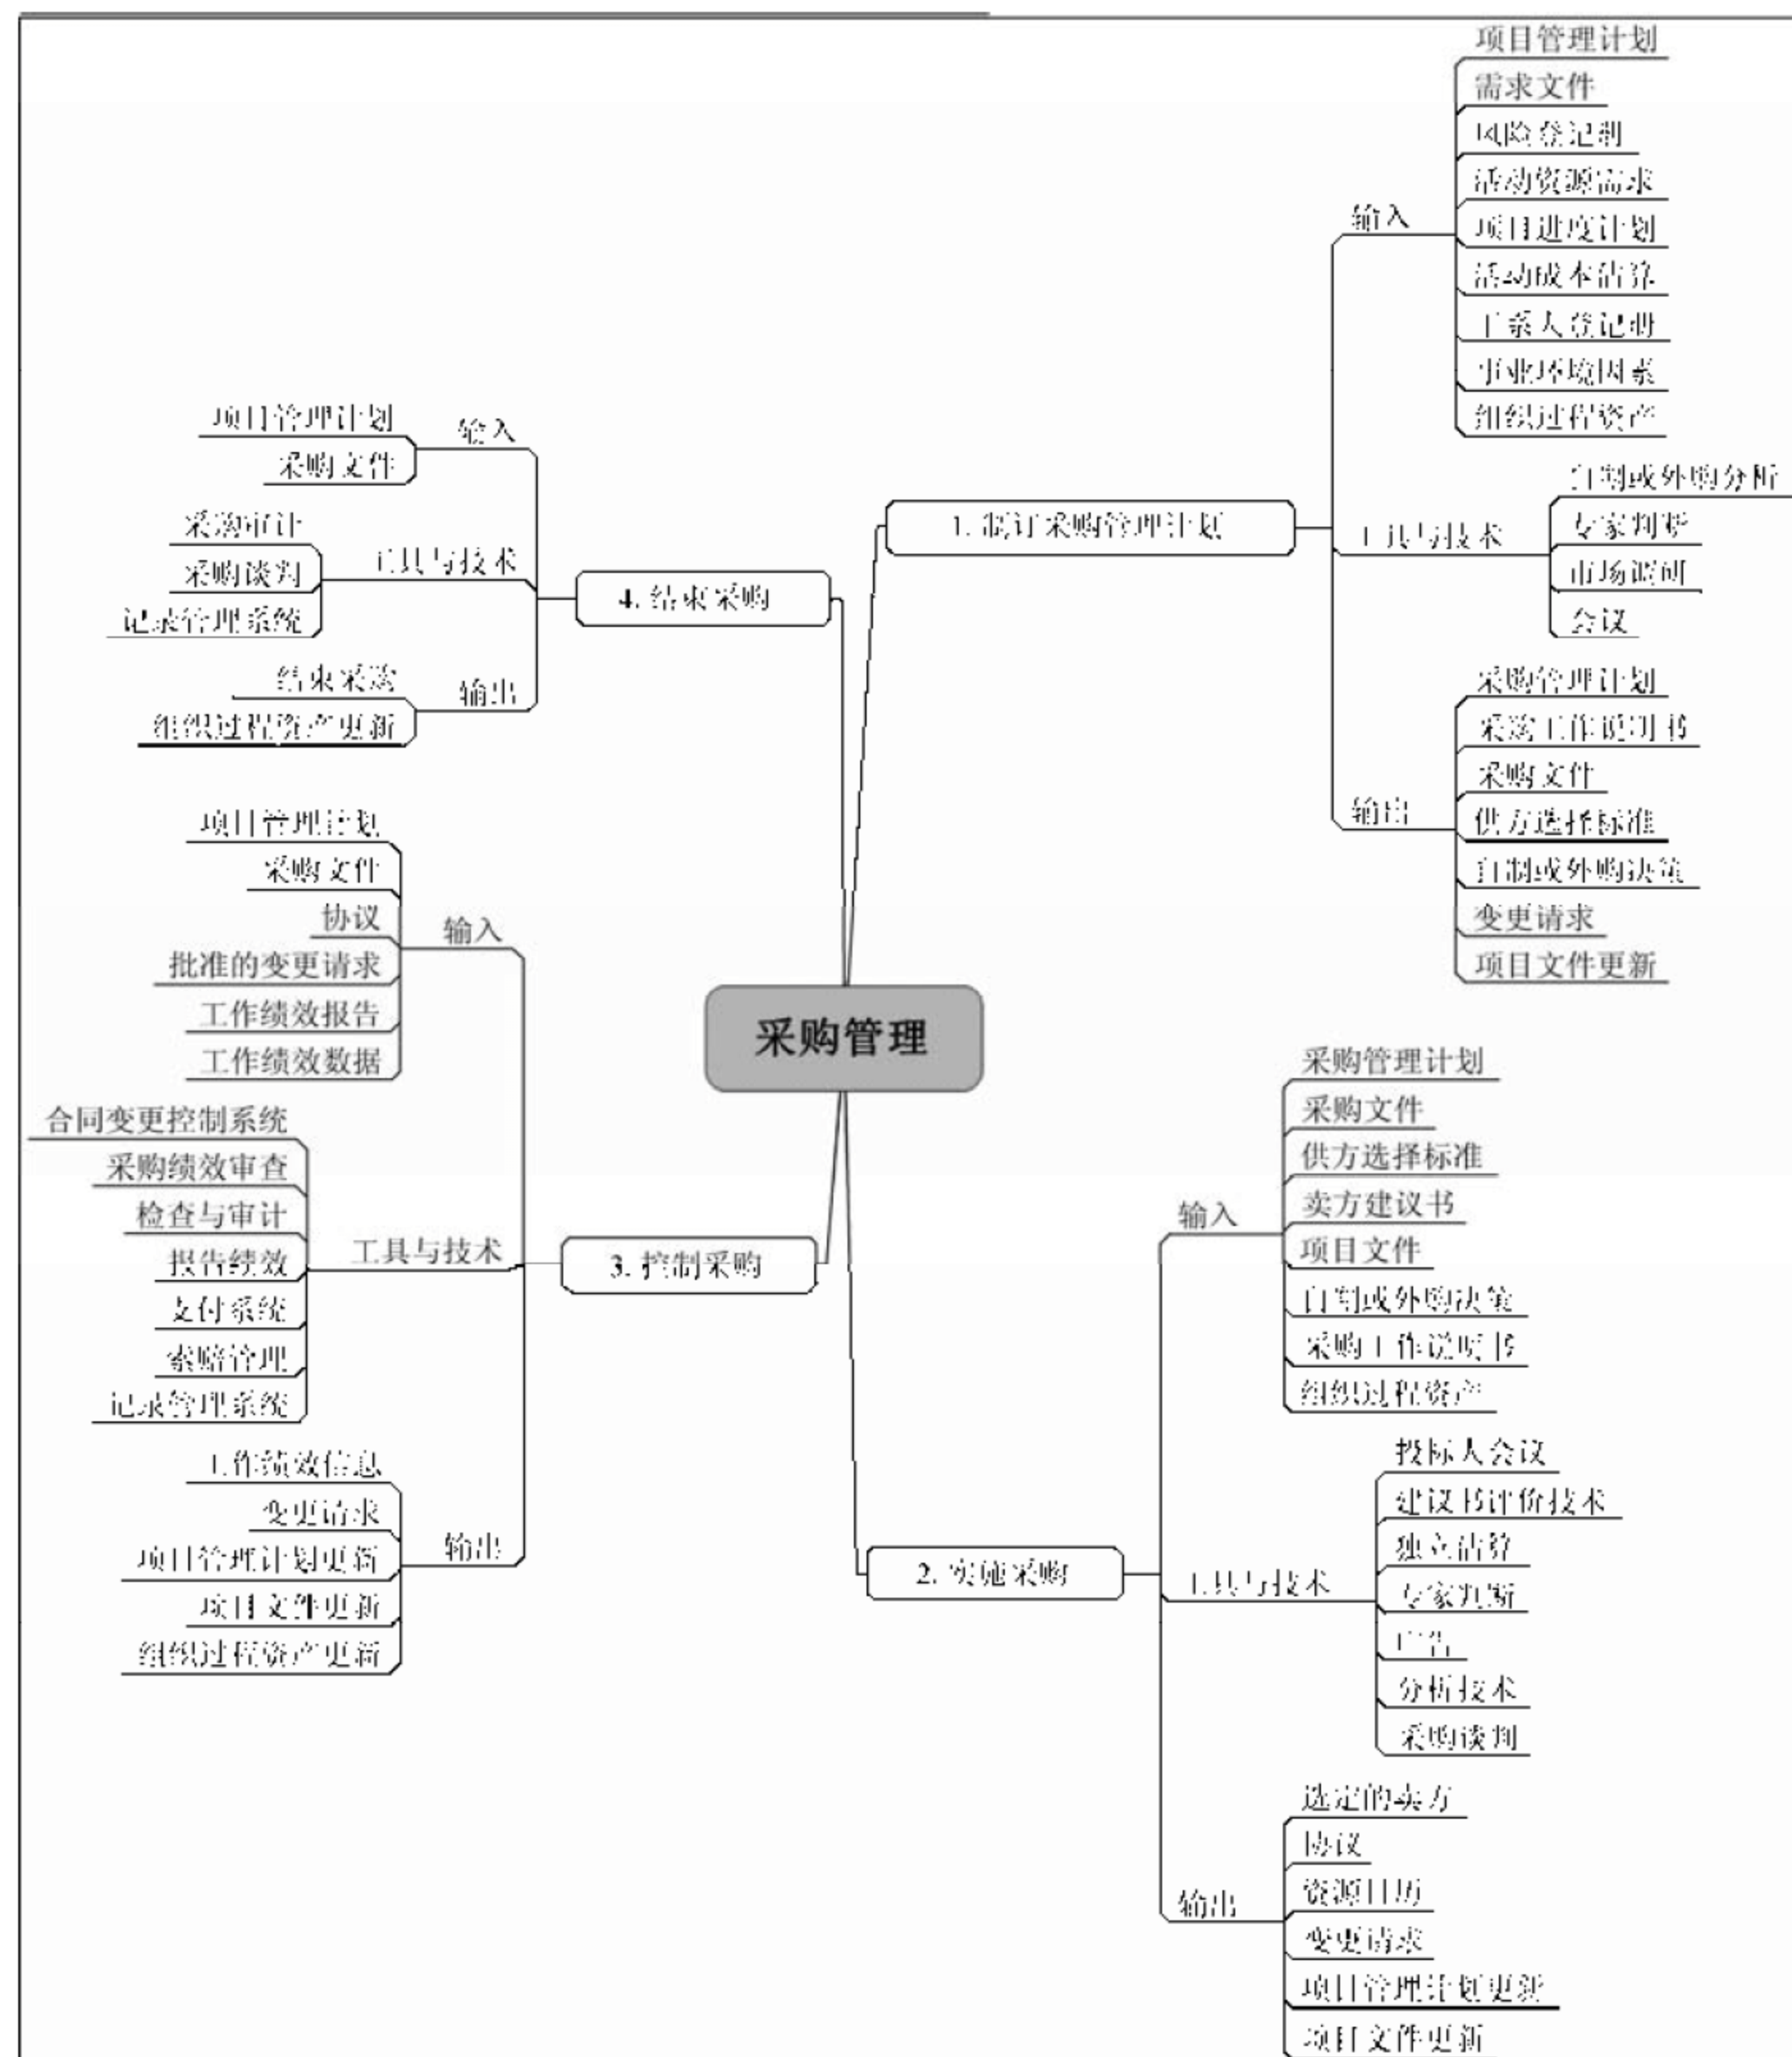 采购管理
1. 制订采购管理计划
输入
项目管理计划
需求文件
风险登记册
活动资源需求
项目进度计划
活动成本估算
干系人登记册
事业环境因素
组织过程资产
工具与技术
自制或外购分析
专家判断
市场调研
会议
输出
采购管理计划
采购工作说明书
采购文件
供方选择标准
自制或外购决策
变更请求
项目文件更新
2. 实施采购
输入
采购管理计划
采购文件
供方选择标准
卖方建议书
项目文件
自制或外购决策
采购工作说明书
组织过程资产
工具与技术
投标人会议
建议书评价技术
独立估算
专家判断
广告
分析技术
采购谈判
输出
选定的卖方
协议
资源日历
变更请求
项目管理计划更新
项目文件更新
3. 控制采购
输入
项目管理计划
采购文件
协议
批准的变更请求
工作绩效报告
工作绩效数据
工具与技术
合同变更控制系统
采购绩效审查
检查与审计
报告绩效
支付系统
索赔管理
记录管理系统
输出
工作绩效信息
变更请求
项目管理计划更新
项目文件更新
组织过程资产更新
4. 结束采购
输入
项目管理计划
采购文件
工具与技术
采购审计
采购谈判
记录管理系统
输出
结束采购
组织过程资产更新